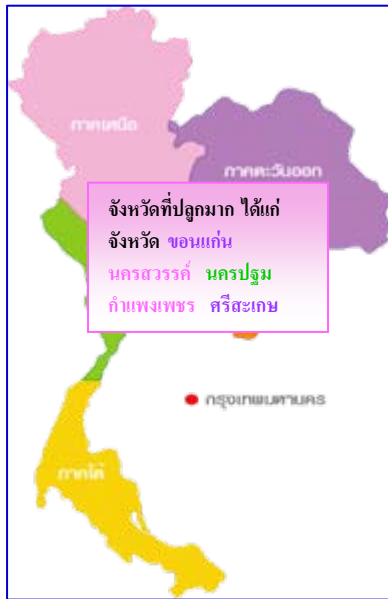 ภาคเหนือ
ภาคตะวันออก
จังหวัดที่ปลูกมาก ได้แก่
จังหวัด ขอนแก่น
นครสวรรค์ นครปฐม
กำแพงเพชร ศรีสะเกษ
กรุงเทพมหานคร
ภาคใต้